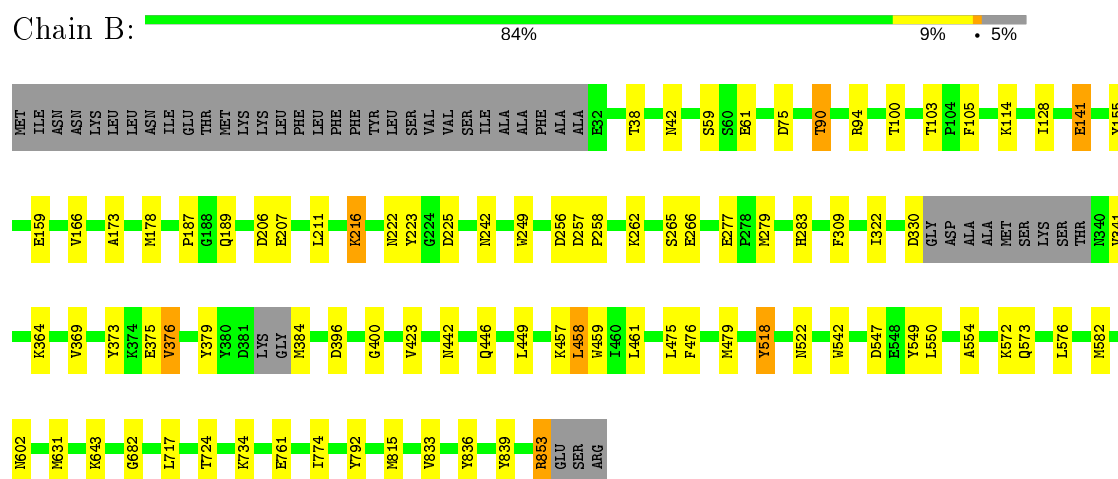 Chain B:
84% 9% • 5%
MET ILE ASN ASN LYS LEU LEU ASN ILE GLU THR MET LYS LYS LEU PHE LEU PHE PHE TYR LEU SER VAL VAL SER ILE ALA ALA PHE ALA ALA E32 T38 N42 S59 S60 E61 D75 T90 R94 T100 T103 P104 F105 K114 I128 E141 Y155
E159 V166 A173 M178 P187 G188 Q189 D206 E207 L211 K216 N222 Y223 G224 D225 N242 W249 D256 D257 P258 K262 S265 E266 E277 P278 M279 H283 F309 I322 D330 GLY ASP ALA ALA MET SER LYS SER THR N340
K364 V369 Y373 K374 E375 V376 Y379 Y380 D381 LYS GLY M384 D396 G400 V423 N442 Q446 L449 K457 L458 W459 I460 L461 L475 F476 M479 Y518 N522 W542 D547 E548 Y549 L550 A554 K572 Q573 L576 M582
N602 M631 K643 G682 L717 T724 K734 E761 I774 Y792 M815 V833 Y836 Y839 R853 GLU SER ARG